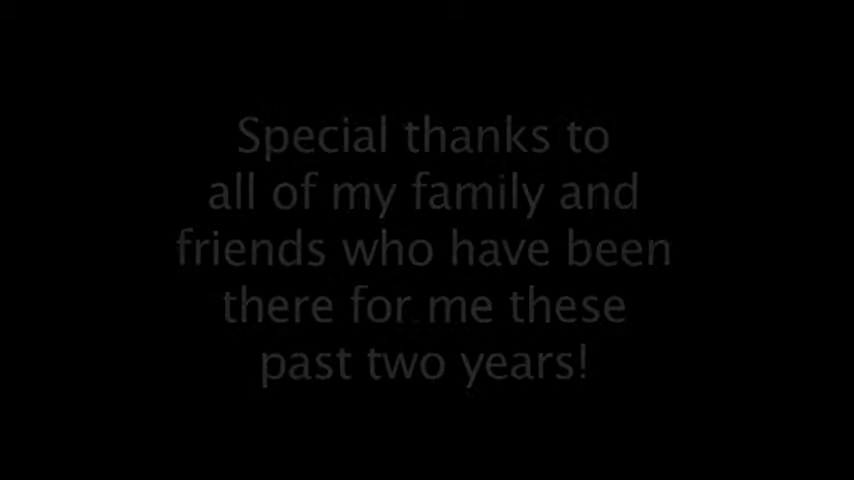 Special thanks to
all of my family and
friends who have been
there for me these
past two years!